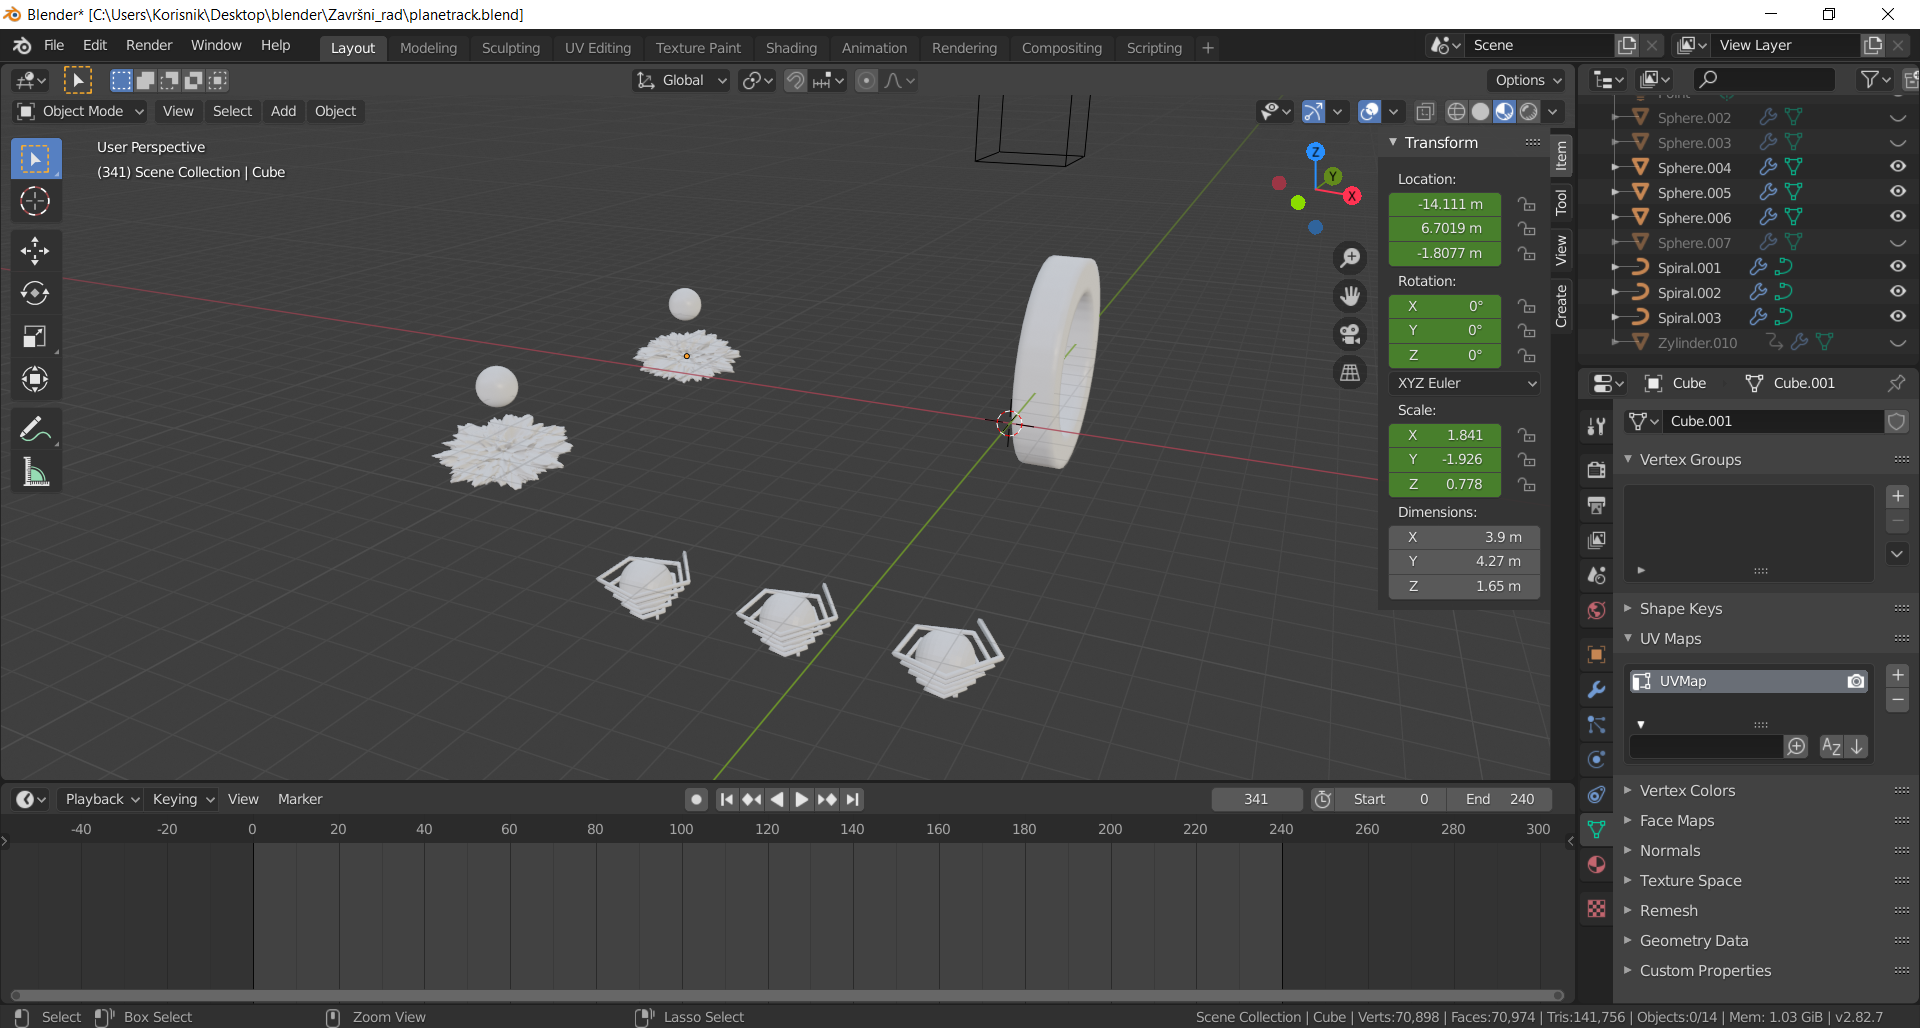 Blender* [C:\Users\Korisnik\Desktop\blender\Završni_rad\planetrack.blend]
File Edit Render Window Help Layout Modeling Sculpting UV Editing Texture Paint Shading Animation Rendering Compositing Scripting + Scene View Layer
Global Options
Object Mode View Select Add Object
User Perspective
(341) Scene Collection | Cube
Z
Y
X
Transform
Location:
-14.111 m
6.7019 m
-1.8077 m
Rotation:
X 0°
Y 0°
Z 0°
XYZ Euler
Scale:
X 1.841
Y -1.926
Z 0.778
Dimensions:
X 3.9 m
Y 4.27 m
Z 1.65 m
Item
Tool
View
Create
Point
Sphere.002
Sphere.003
Sphere.004
Sphere.005
Sphere.006
Sphere.007
Spiral.001
Spiral.002
Spiral.003
Zylinder.010
Cube Cube.001
Cube.001
Vertex Groups
Shape Keys
UV Maps
UVMap
AZ
Vertex Colors
Face Maps
Normals
Texture Space
Remesh
Geometry Data
Custom Properties
Playback Keying View Marker 341 Start 0 End 240
-40 -20 0 20 40 60 80 100 120 140 160 180 200 220 240 260 280 300
Select Box Select Zoom View Lasso Select Scene Collection | Cube | Verts:70,898 | Faces:70,974 | Tris:141,756 | Objects:0/14 | Mem: 1.03 GiB | v2.82.7